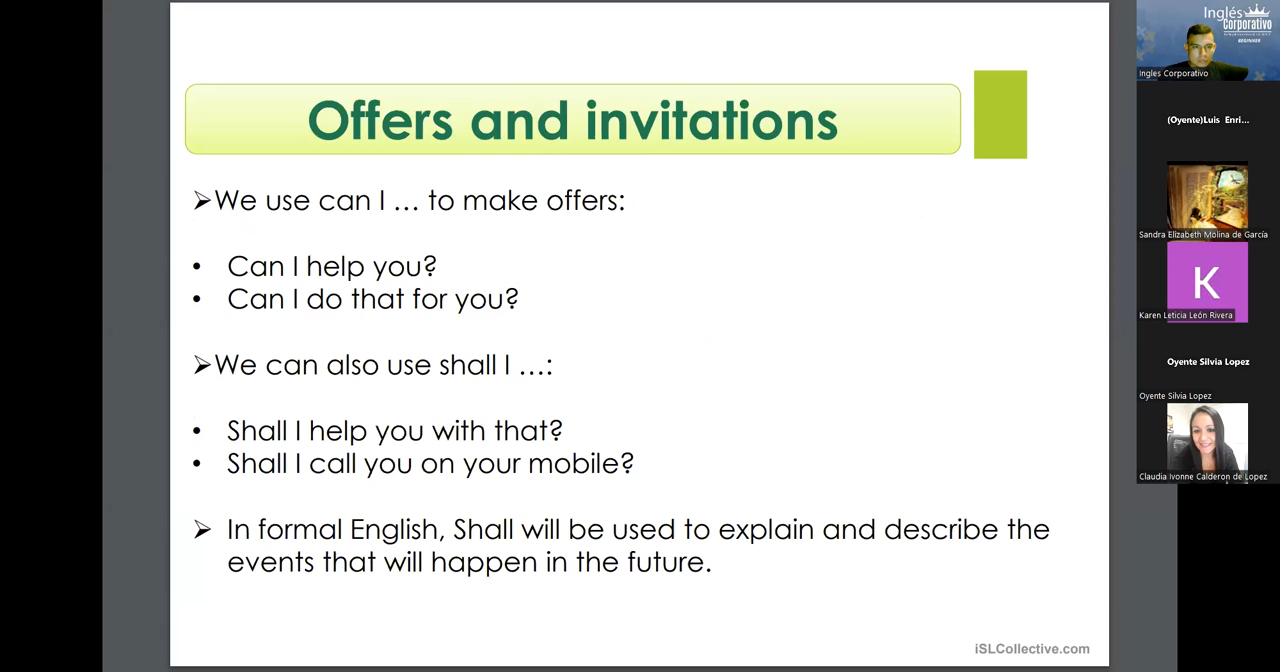 Offers and invitations
➢We use can I … to make offers:
• Can I help you?
• Can I do that for you?
➢We can also use shall I …:
• Shall I help you with that?
• Shall I call you on your mobile?
➢ In formal English, Shall will be used to explain and describe the
events that will happen in the future.
iSLCollective.com
Inglés
Corporativo
BEGINNER
Ingles Corporativo
(Oyente)Luis Enri...
Sandra Elizabeth Molina de García
K
Karen Leticia León Rivera
Oyente Silvia Lopez
Oyente Silvia Lopez
Claudia Ivonne Calderon de Lopez